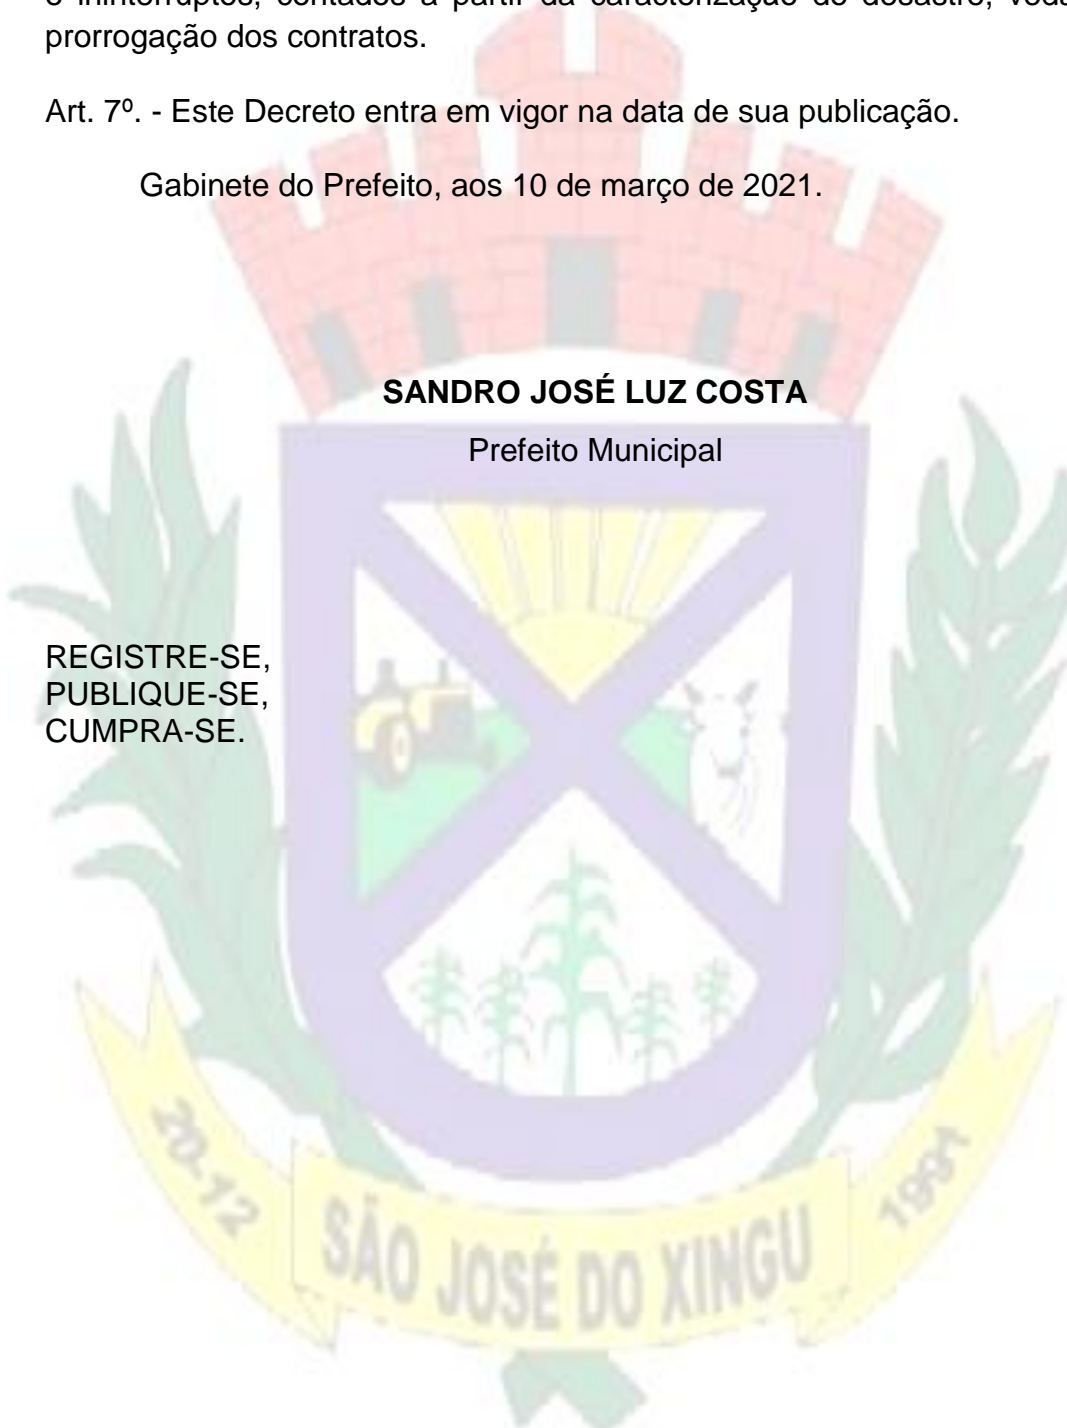 e ininterruptos, contados a partir da caracterização do desastre,
prorrogação dos contratos.
Art. 7º. - Este Decreto entra em vigor na data de sua publicação.
Gabinete do Prefeito, aos 10 de março de 2021.
SANDRO JOSÉ LUZ COSTA
Prefeito Municipal
REGISTRE-SE,
PUBLIQUE-SE,
CUMPRA-SE.
20-12
SÃO JOSÉ DO XINGU
1991